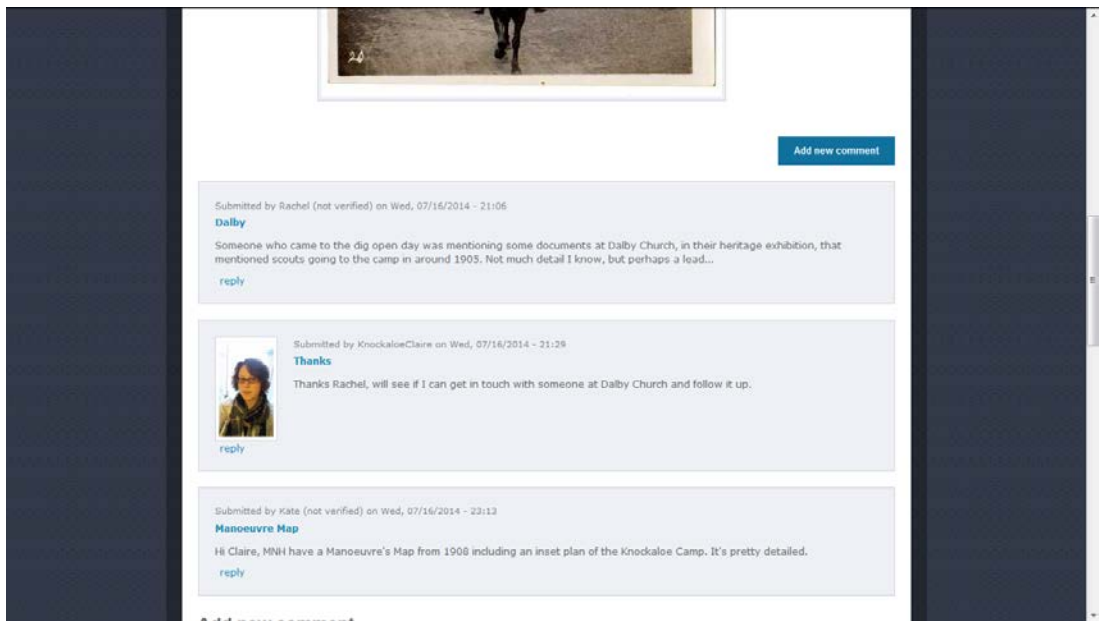 20
Add new comment
Submitted by Rachel (not verified) on Wed, 07/16/2014 - 21:06
Dalby
Someone who came to the dig open day was mentioning some documents at Dalby Church, in their heritage exhibition, that
mentioned scouts going to the camp in around 1905. Not much detail I know, but perhaps a lead...
reply
Submitted by KnockaloeClaire on Wed, 07/16/2014 - 21:29
Thanks
Thanks Rachel, will see if I can get in touch with someone at Dalby Church and follow it up.
reply
Submitted by Kate (not verified) on Wed, 07/16/2014 - 23:13
Manoeuvre Map
Hi Claire, MNH have a Manoeuvre's Map from 1908 including an inset plan of the Knockaloe Camp. It's pretty detailed.
reply
Add new comment